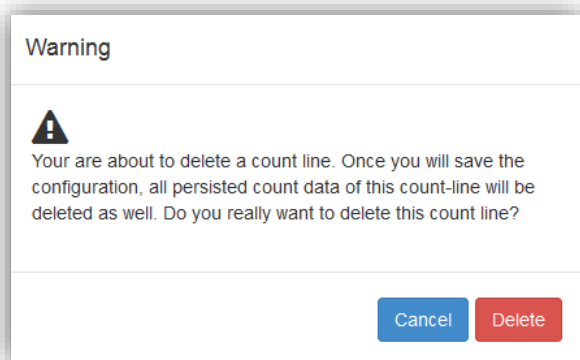 Warning
Your are about to delete a count line. Once you will save the
configuration, all persisted count data of this count-line will be
deleted as well. Do you really want to delete this count line?
Cancel Delete